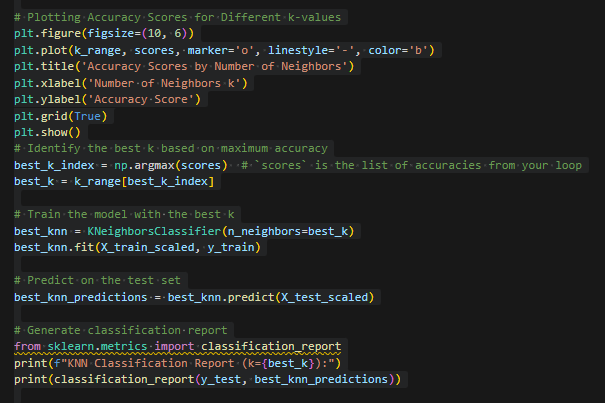 # Plotting Accuracy Scores for Different k-values
plt.figure(figsize=(10, 6))
plt.plot(k_range, scores, marker='o', linestyle='-', color='b')
plt.title('Accuracy Scores by Number of Neighbors')
plt.xlabel('Number of Neighbors k')
plt.ylabel('Accuracy Score')
plt.grid(True)
plt.show()
# Identify the best k based on maximum accuracy
best_k_index = np.argmax(scores)  # `scores` is the list of accuracies from your loop
best_k = k_range[best_k_index]
# Train the model with the best k
best_knn = KNeighborsClassifier(n_neighbors=best_k)
best_knn.fit(X_train_scaled, y_train)
# Predict on the test set
best_knn_predictions = best_knn.predict(X_test_scaled)
# Generate classification report
from sklearn.metrics import classification_report
print(f"KNN Classification Report (k={best_k}):")
print(classification_report(y_test, best_knn_predictions))